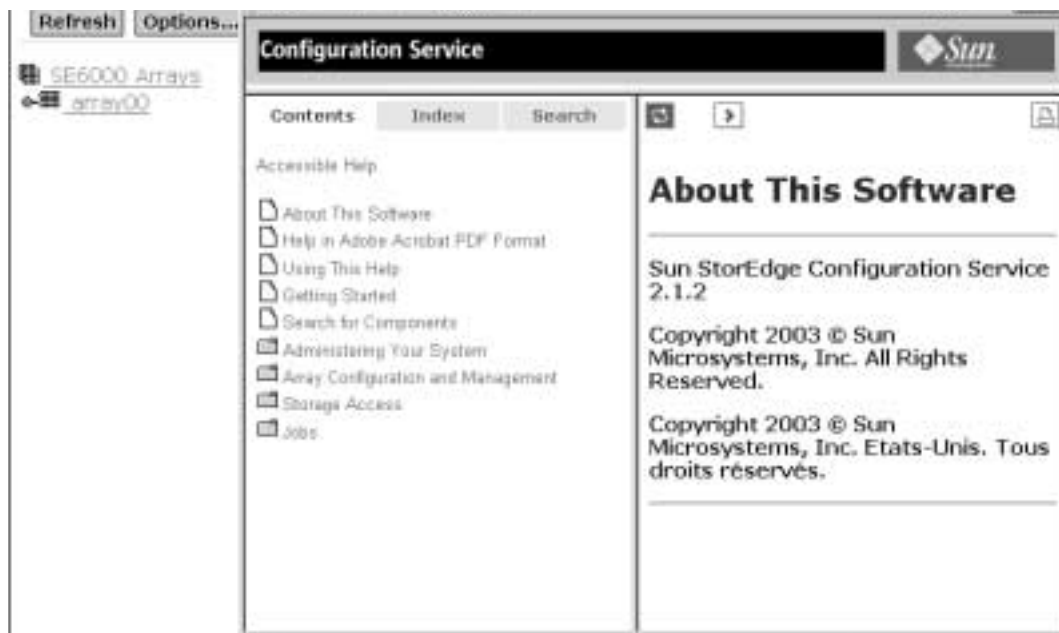 Refresh Options...
SE6000 Arrays
array00
Configuration Service
Sun
Contents Index Search
Accessible Help
About This Software
Help in Adobe Acrobat PDF Format
Using This Help
Getting Started
Search for Components
Administering Your System
Array Configuration and Management
Storage Access
Jobs
About This Software
Sun StorEdge Configuration Service
2.1.2
Copyright 2003 © Sun
Microsystems, Inc. All Rights
Reserved.
Copyright 2003 © Sun
Microsystems, Inc. Etats-Unis. Tous
droits réservés.